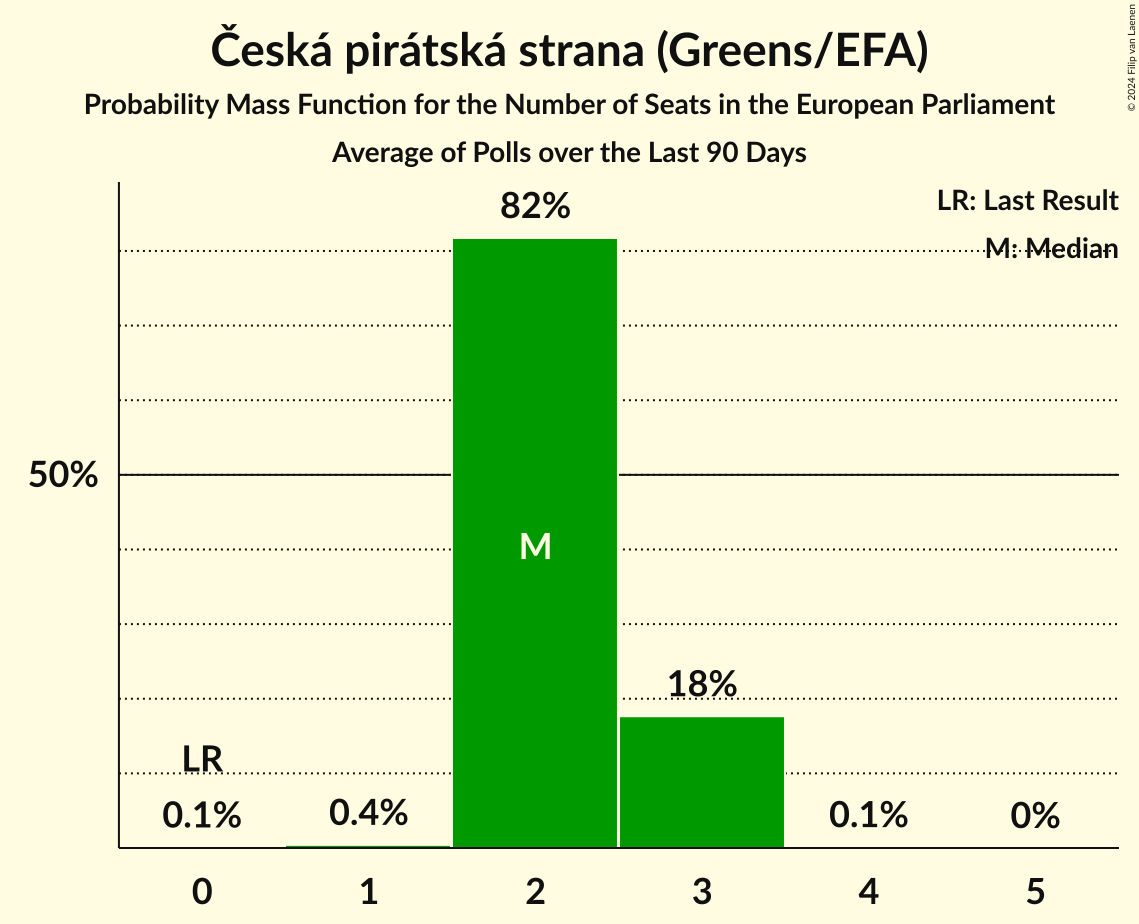 Česká pirátská strana (Greens/EFA)
Probability Mass Function for the Number of Seats in the European Parliament
Average of Polls over the Last 90 Days
© 2024 Filip van Laenen
LR: Last Result
M: Median
82%
50%
M
18%
LR
0.1%
0.4%
0.1%
0%
0 1 2 3 4 5